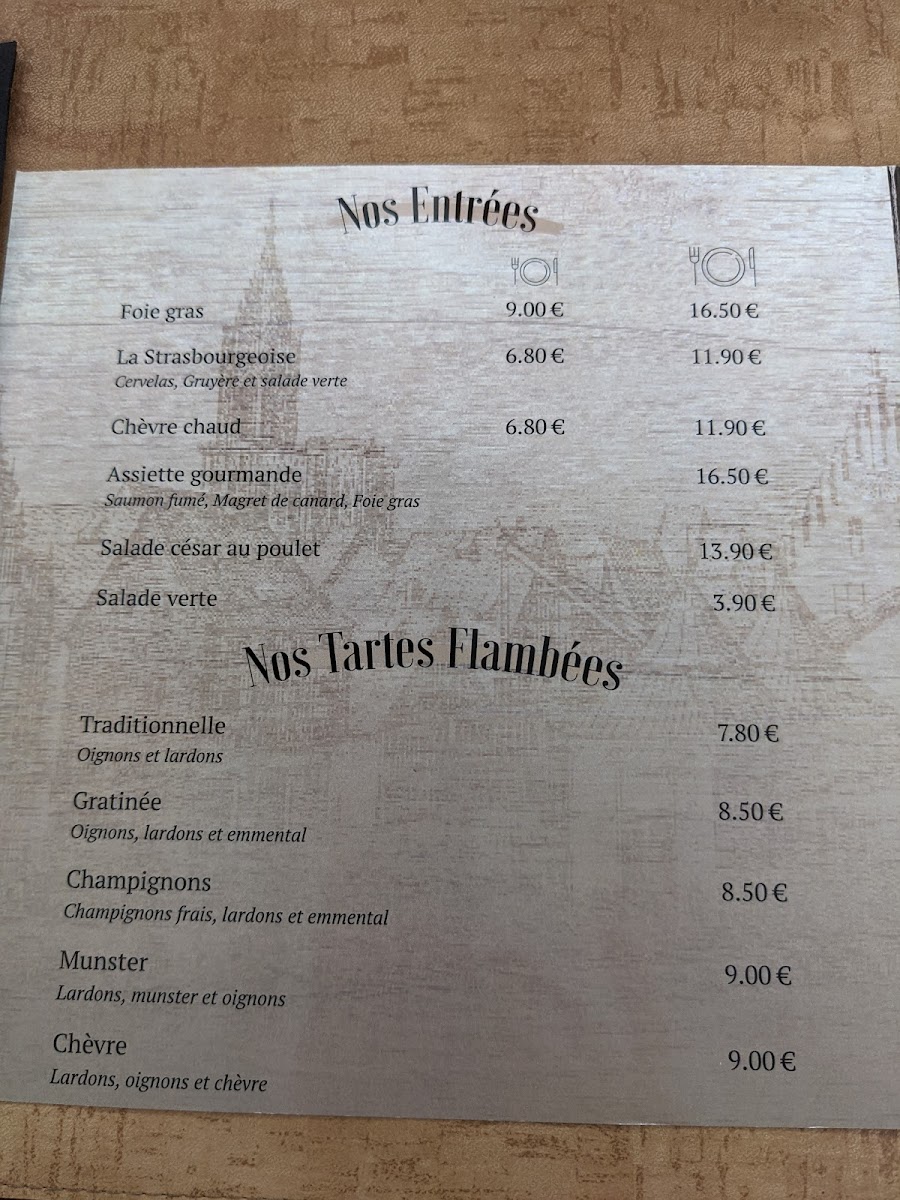 Nos Entrées
Foie gras 9.00 € 16.50 €
La Strasbourgeoise 6.80 € 11.90 €
Cervelas, Gruyère et salade verte
Chèvre chaud 6.80 € 11.90 €
Assiette gourmande 16.50 €
Saumon fumé, Magret de canard, Foie gras
Salade césar au poulet 13.90 €
Salade verte 3.90 €
Nos Tartes Flambées
Traditionnelle 7.80 €
Oignons et lardons
Gratinée 8.50 €
Oignons, lardons et emmental
Champignons 8.50 €
Champignons frais, lardons et emmental
Munster 9.00 €
Lardons, munster et oignons
Chèvre 9.00 €
Lardons, oignons et chèvre